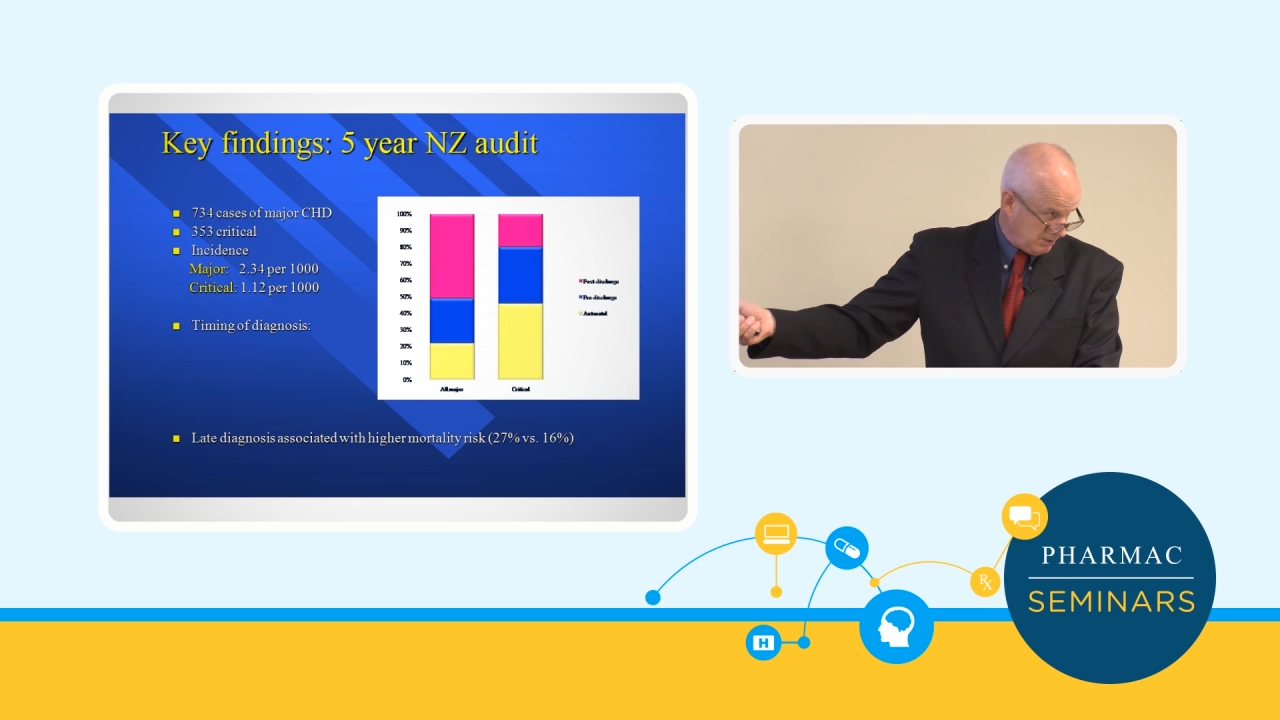 Key findings: 5 year NZ audit
734 cases of major CHD
353 critical
Incidence
Major: 2.34 per 1000
Critical: 1.12 per 1000
Timing of diagnosis:
100%
90%
80%
70%
60%
50%
40%
30%
20%
10%
0%
All major
Critical
Post-discharge
Pre-discharge
Antenatal
Late diagnosis associated with higher mortality risk (27% vs. 16%)
H
Rx
PHARMAC
SEMINARS